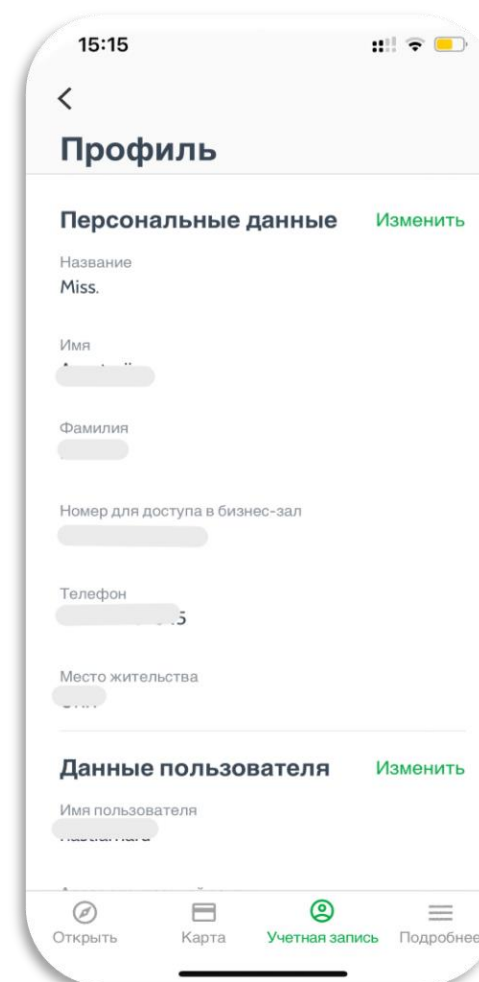 15:15
Профиль
Персональные данные Изменить
Название
Miss.
Имя
Фамилия
Номер для доступа в бизнес-зал
Телефон
5
Место жительства
Данные пользователя Изменить
Имя пользователя
Открыть Карта Учетная запись Подробнее